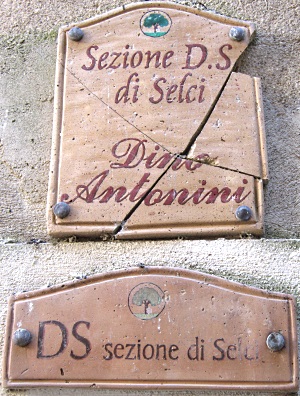 Sezione D.S
di Selci
Dino
Antonini
DS sezione di Selci